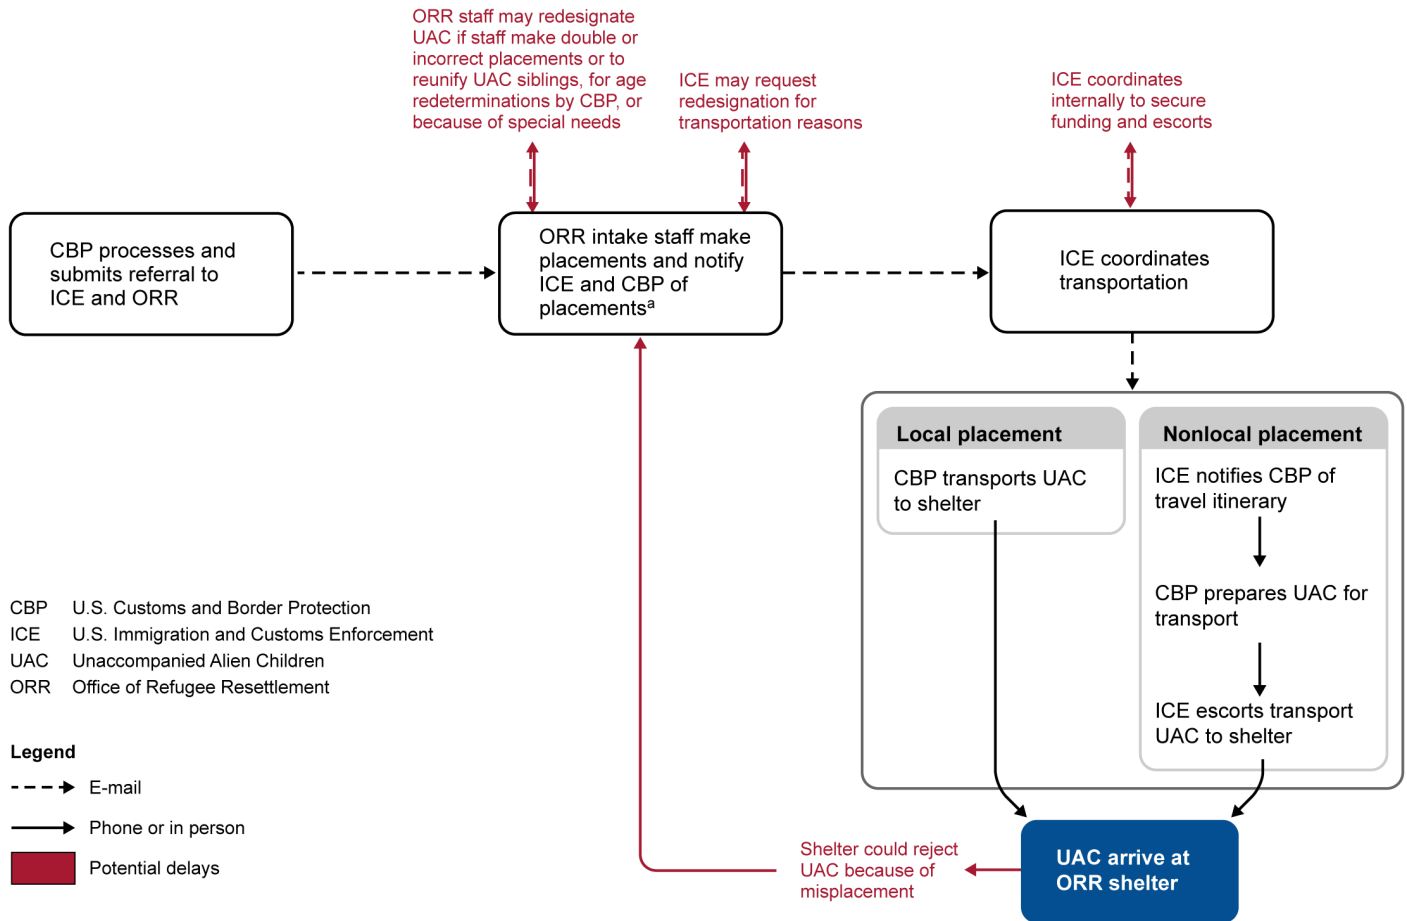 ORR staff may redesignate
UAC if staff make double or
incorrect placements or to
reunify UAC siblings, for age
redeterminations by CBP, or
because of special needs
ICE may request
redesignation for
transportation reasons
ICE coordinates
internally to secure
funding and escorts
CBP processes and
submits referral to
ICE and ORR
ORR intake staff make
placements and notify
ICE and CBP of
placementsᵃ
ICE coordinates
transportation
Local placement
CBP transports UAC
to shelter
Nonlocal placement
ICE notifies CBP of
travel itinerary
CBP prepares UAC for
transport
ICE escorts transport
UAC to shelter
UAC arrive at
ORR shelter
Shelter could reject
UAC because of
misplacement
CBP U.S. Customs and Border Protection
ICE U.S. Immigration and Customs Enforcement
UAC Unaccompanied Alien Children
ORR Office of Refugee Resettlement
Legend
E-mail
Phone or in person
Potential delays